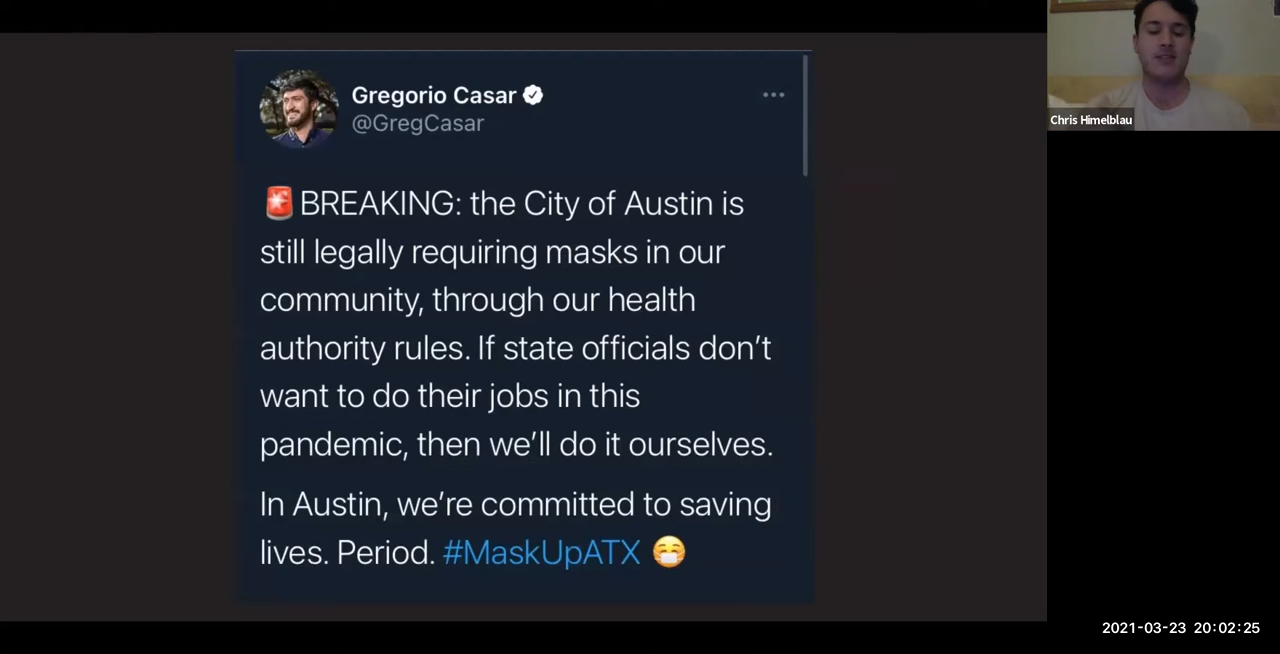 Gregorio Casar
@GregCasar
🚨BREAKING: the City of Austin is
still legally requiring masks in our
community, through our health
authority rules. If state officials don’t
want to do their jobs in this
pandemic, then we’ll do it ourselves.
In Austin, we’re committed to saving
lives. Period. #MaskUpATX 😷
Chris Himelblau
2021-03-23 20:02:25